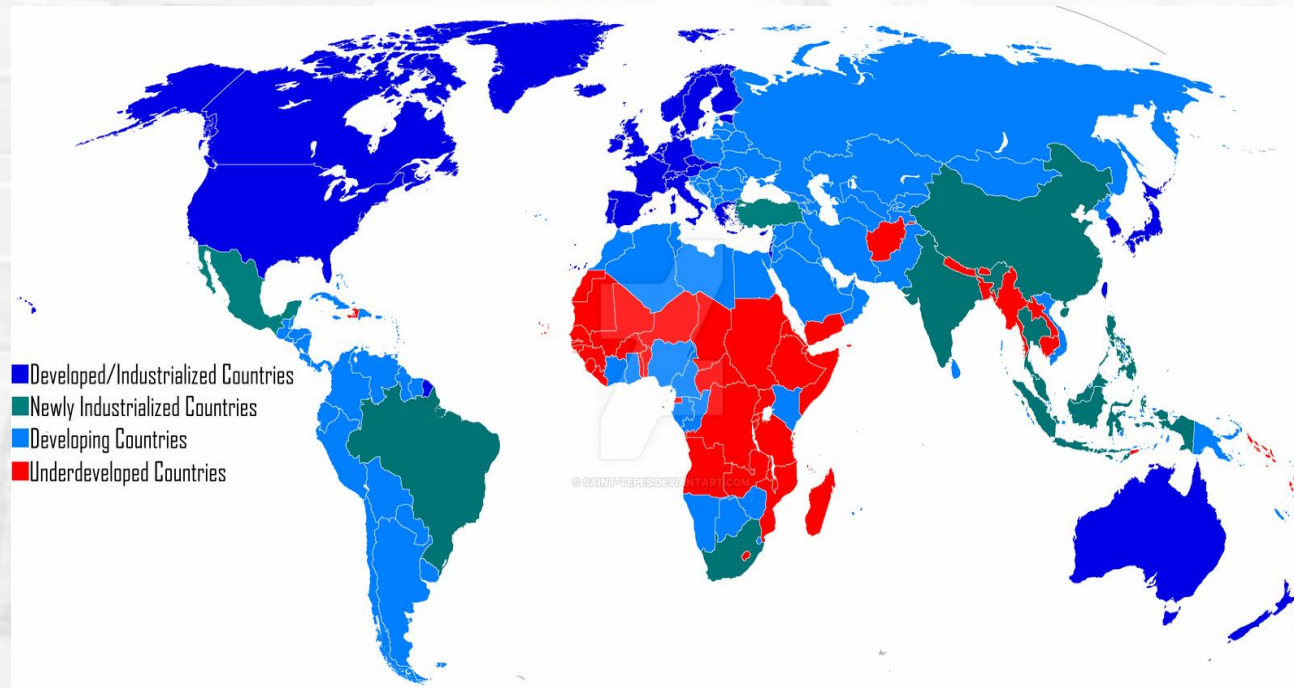 Developed/Industrialized Countries
Newly Industrialized Countries
Developing Countries
Underdeveloped Countries
© SAINT-TEPES.DEVIANTART.COM